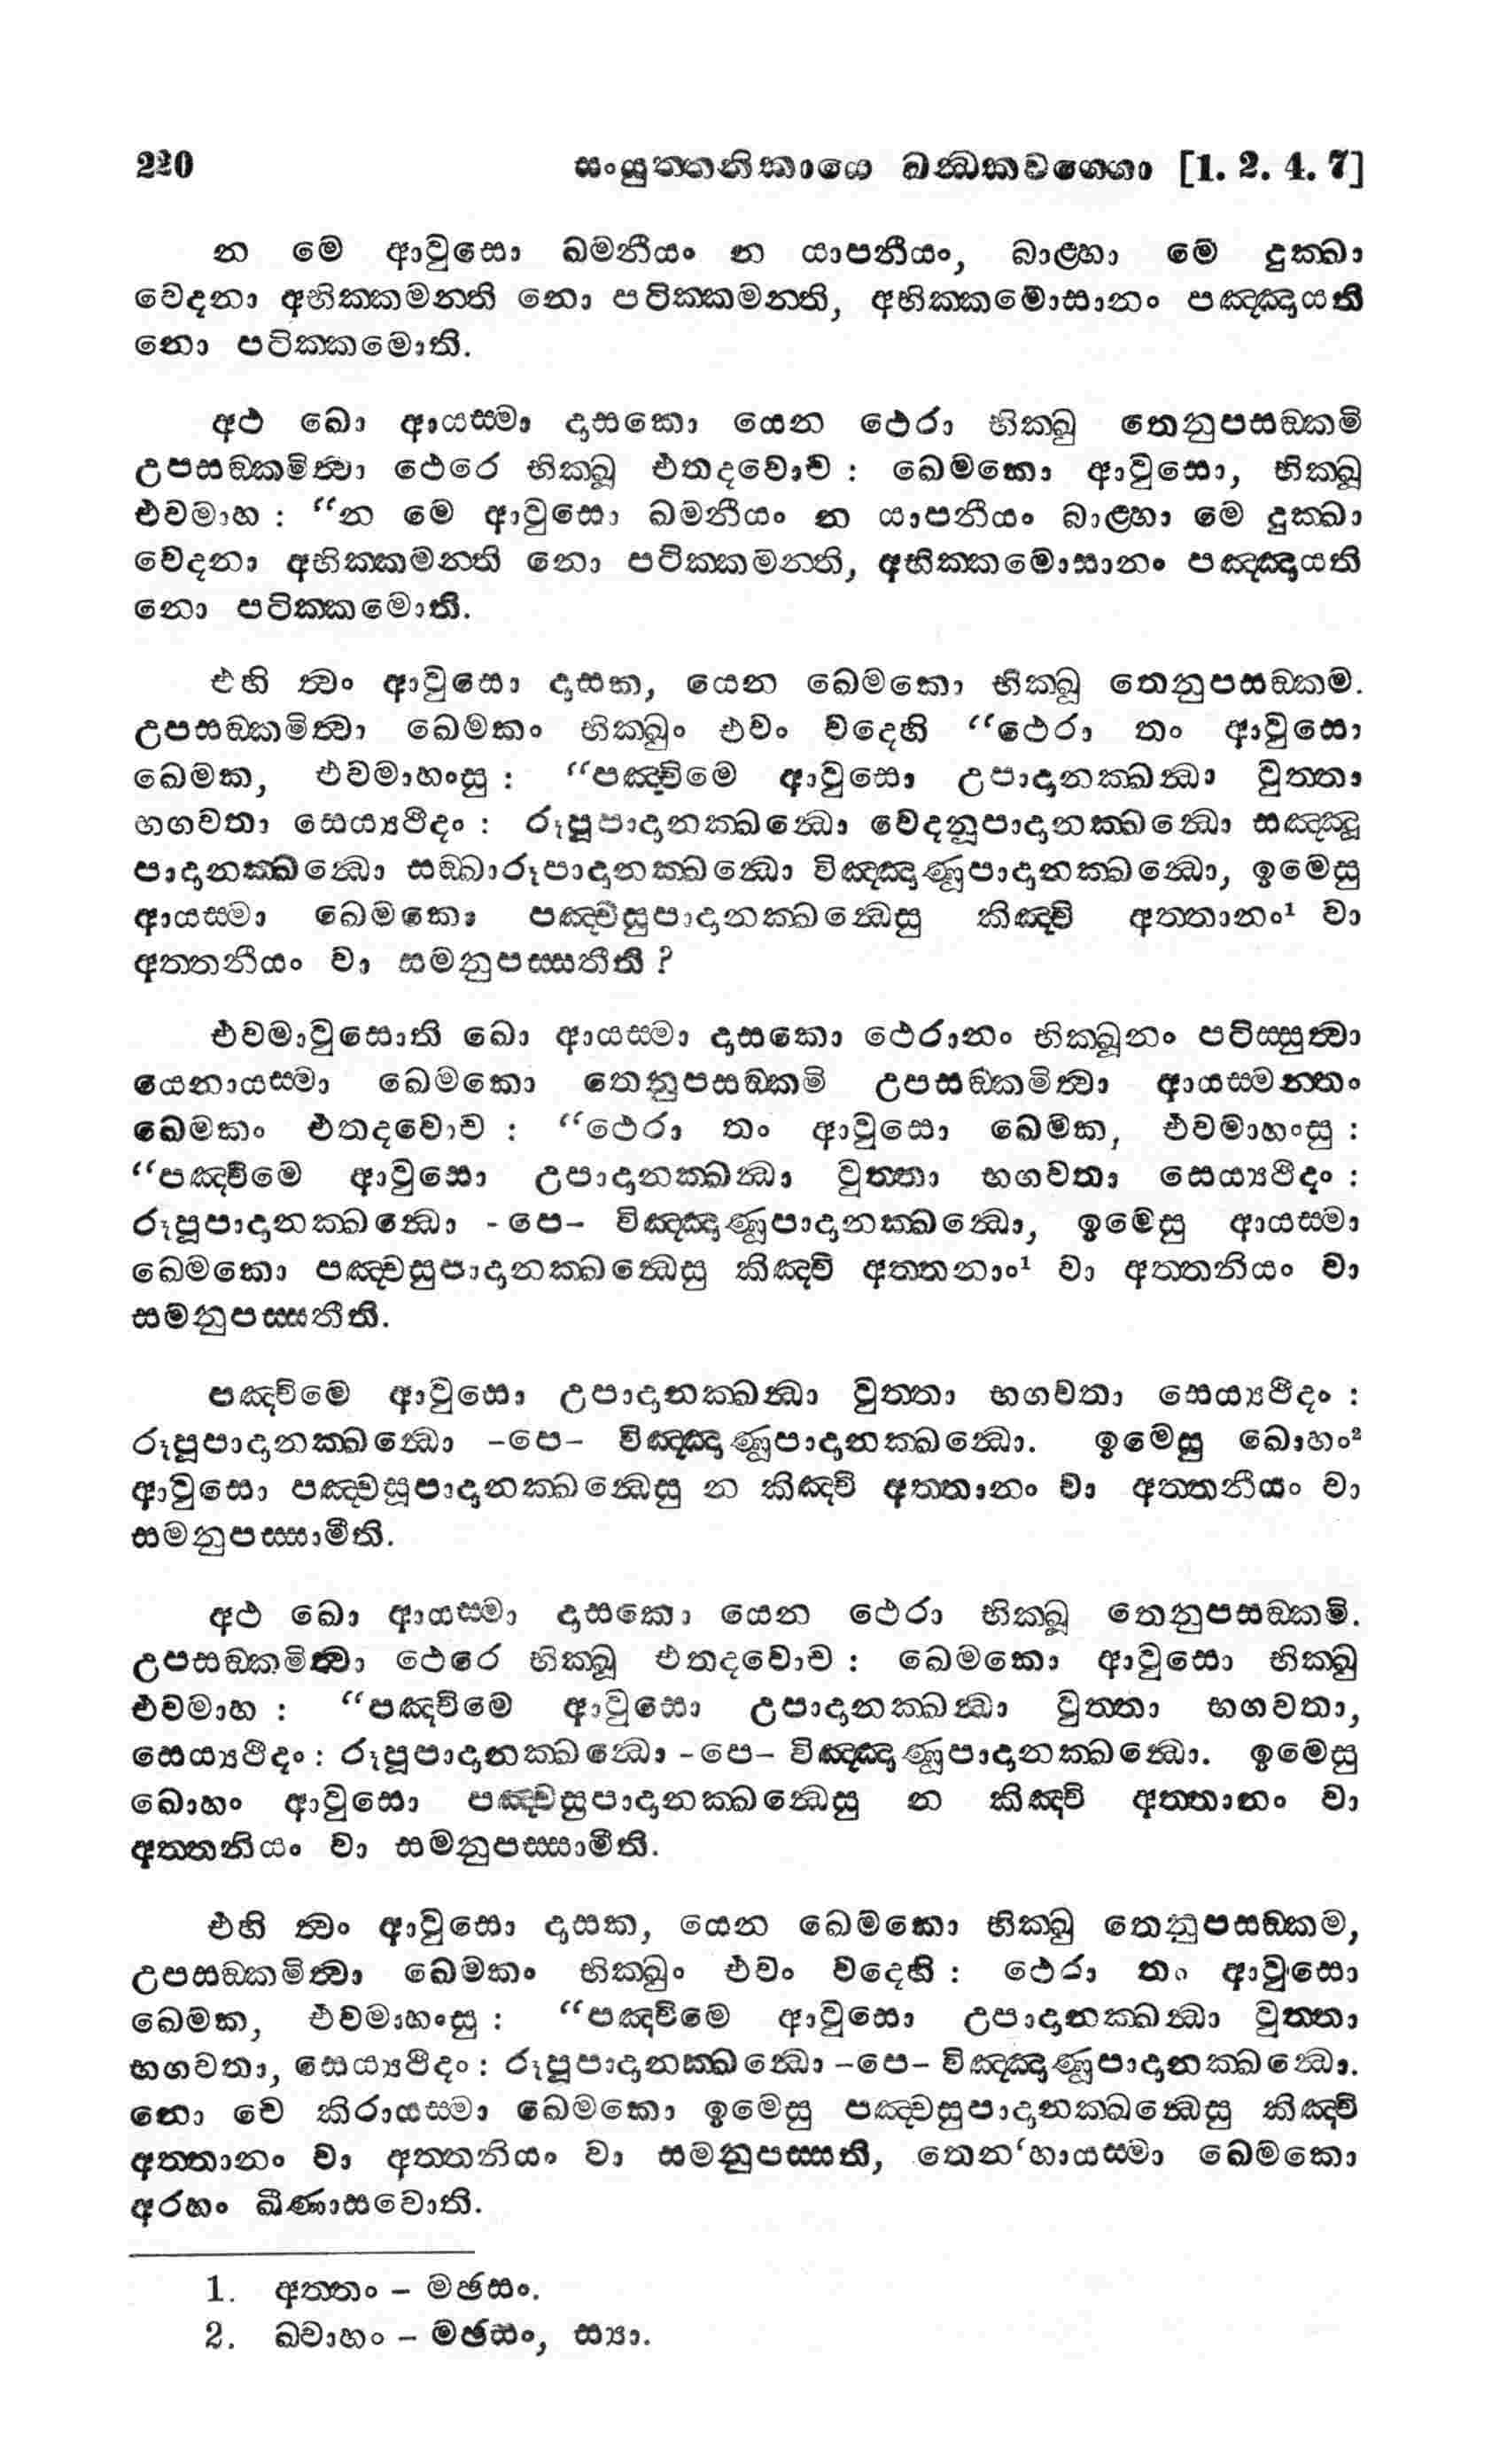 220 සංයුත්තනිකායෙ ඛන්ධකවග්ගො [1. 2. 4. 7]
න මෙ ආවුසො ඛමනීයං න යාපනීයං, බාළ්හා මෙ දුක්ඛා
වෙදනා අභික්කමන්ති නො පටික්කමන්ති, අභික්කමොසානං පඤ්ඤායති
නො පටික්කමොති.
අථ ඛො ආයස්මා දාසකො යෙන ථෙරා භික්ඛු තෙනුපසඞ්කමි
උපසඞ්කමිත්වා ථෙරෙ භික්ඛූ එතදවොච : ඛෙමකො ආවුසො, භික්ඛූ
එවමාහ : “න මෙ ආවුසො ඛමනීයං න යාපනීයං බාළ්හා මෙ දුක්ඛා
වෙදනා අභික්කමන්ති නො පටික්කමන්ති, අභික්කමොසානං පඤ්ඤායති
නො පටික්කමොති.
එහි ත්වං ආවුසො දාසක, යෙන ඛෙමකො භික්ඛූ තෙනුපසඞ්කම.
උපසඞ්කමිත්වා ඛෙමකං භික්ඛුං එවං වදෙහි “ථෙරා තං ආවුසො
ඛෙමක, එවමාහංසු : “පඤ්චිමෙ ආවුසො උපාදානක්ඛන්ධා වුත්තා
භගවතා සෙය්‍යථීදං : රූපූපාදානක්ඛන්ධො වෙදනූපාදානක්ඛන්ධො සඤ්ඤූ
පාදානක්ඛන්ධො සඞ්ඛාරූපාදානක්ඛන්ධො විඤ්ඤාණූපාදානක්ඛන්ධො, ඉමෙසු
ආයස්මා ඛෙමකො පඤ්චසුපාදානක්ඛන්ධෙසු කිඤ්චි අත්තානං¹ වා
අත්තනීයං වා සමනුපස්සතීති ?
එවමාවුසොති ඛො ආයස්මා දාසකො ථෙරානං භික්ඛූනං පටිස්සුත්වා
යෙනායස්මා ඛෙමකො තෙනුපසඞ්කමි උපසඞ්කමිත්වා ආයස්මන්තං
ඛෙමකං එතදවොච : “ථෙරා තං ආවුසො ඛෙමක, එවමාහංසු :
“පඤ්චිමෙ ආවුසො උපාදානක්ඛන්ධා වුත්තා භගවතා සෙය්‍යථීදං :
රූපූපාදානක්ඛන්ධො -පෙ- විඤ්ඤාණූපාදානක්ඛන්ධො, ඉමෙසු ආයස්මා
ඛෙමකො පඤ්චසුපාදානක්ඛන්ධෙසු කිඤ්චි අත්තනාං¹ වා අත්තනියං වා
සමනුපස්සතීති.
පඤ්චිමෙ ආවුසො උපාදානක්ඛන්ධා වුත්තා භගවතා සෙය්‍යථීදං :
රූපූපාදානක්ඛන්ධො -පෙ- විඤ්ඤාණූපාදානක්ඛන්ධො. ඉමෙසු ඛොහං²
ආවුසො පඤ්චසූපාදානක්ඛන්ධෙසු න කිඤ්චි අත්තානං වා අත්තනීයං වා
සමනුපස්සාමීති.
අථ ඛො ආයස්මා දාසකො යෙන ථෙරා භික්ඛූ තෙනුපසඞ්කමි.
උපසඞ්කමිත්වා ථෙරෙ භික්ඛූ එතදවොච : ඛෙමකො ආවුසො භික්ඛු
එවමාහ : “පඤ්චිමෙ ආවුසො උපාදානක්ඛන්ධා වුත්තා භගවතා,
සෙය්‍යථීදං : රූපූපාදානක්ඛන්ධො -පෙ- විඤ්ඤාණූපාදානක්ඛන්ධො. ඉමෙසු
ඛොහං ආවුසො පඤ්චසුපාදානක්ඛන්ධෙසු න කිඤ්චි අත්තානං වා
අත්තනියං වා සමනුපස්සාමීති.
එහි ත්වං ආවුසො දාසක, යෙන ඛෙමකො භික්ඛු තෙනුපසඞ්කම,
උපසඞ්කමිත්වා ඛෙමකං භික්ඛුං එවං වදෙහි : ථෙරා තං ආවුසො
ඛෙමක, එවමාහංසු : “පඤ්චිමෙ ආවුසො උපාදානක්ඛන්ධා වුත්තා
භගවතා, සෙය්‍යථීදං : රූපූපාදානක්ඛන්ධො -පෙ- විඤ්ඤාණූපාදානක්ඛන්ධො.
නො චෙ කිරායස්මා ඛෙමකො ඉමෙසු පඤ්චසුපාදානක්ඛන්ධෙසු කිඤ්චි
අත්තානං වා අත්තනියං වා සමනුපස්සති, තෙන‘හායස්මා ඛෙමකො
අරහං ඛීණාසවොති.
1. අත්තං - මඡසං.
2. ඛවාහං - මඡසං, ස්‍යා.